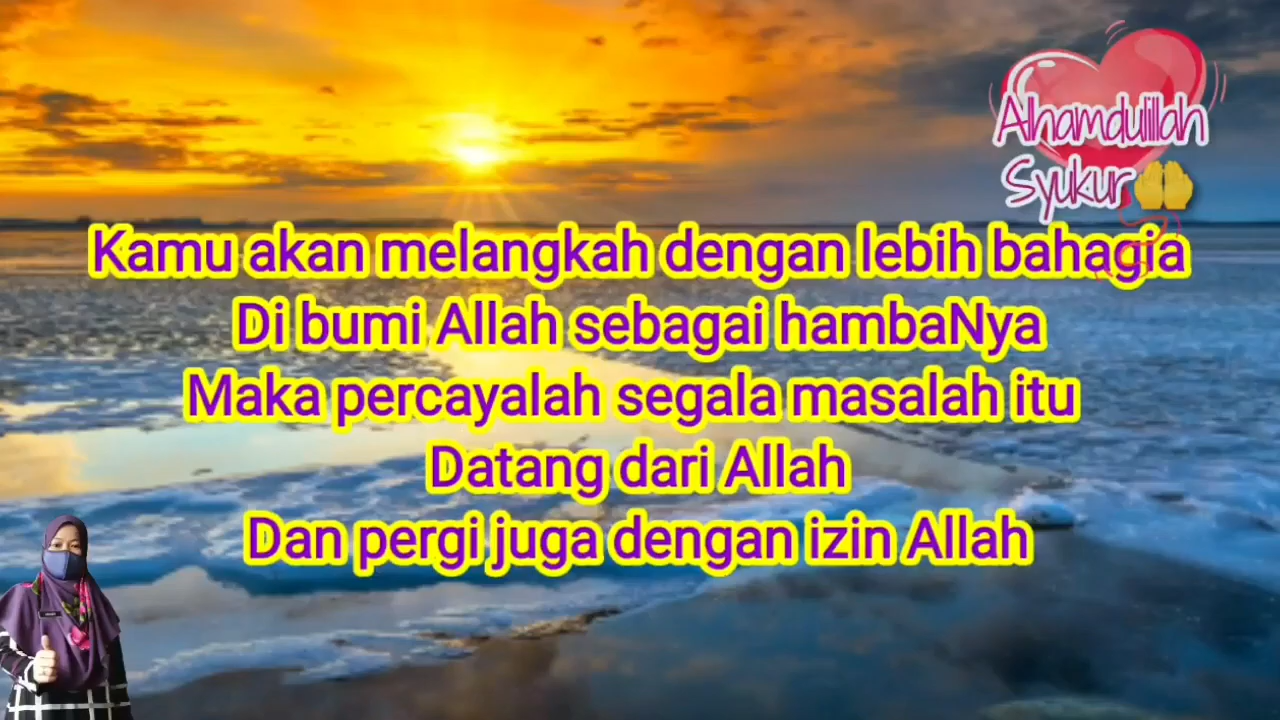 Alhamdulillah
Syukur🤲
Kamu akan melangkah dengan lebih bahagia
Di bumi Allah sebagai hambaNya
Maka percayalah segala masalah itu
Datang dari Allah
Dan pergi juga dengan izin Allah